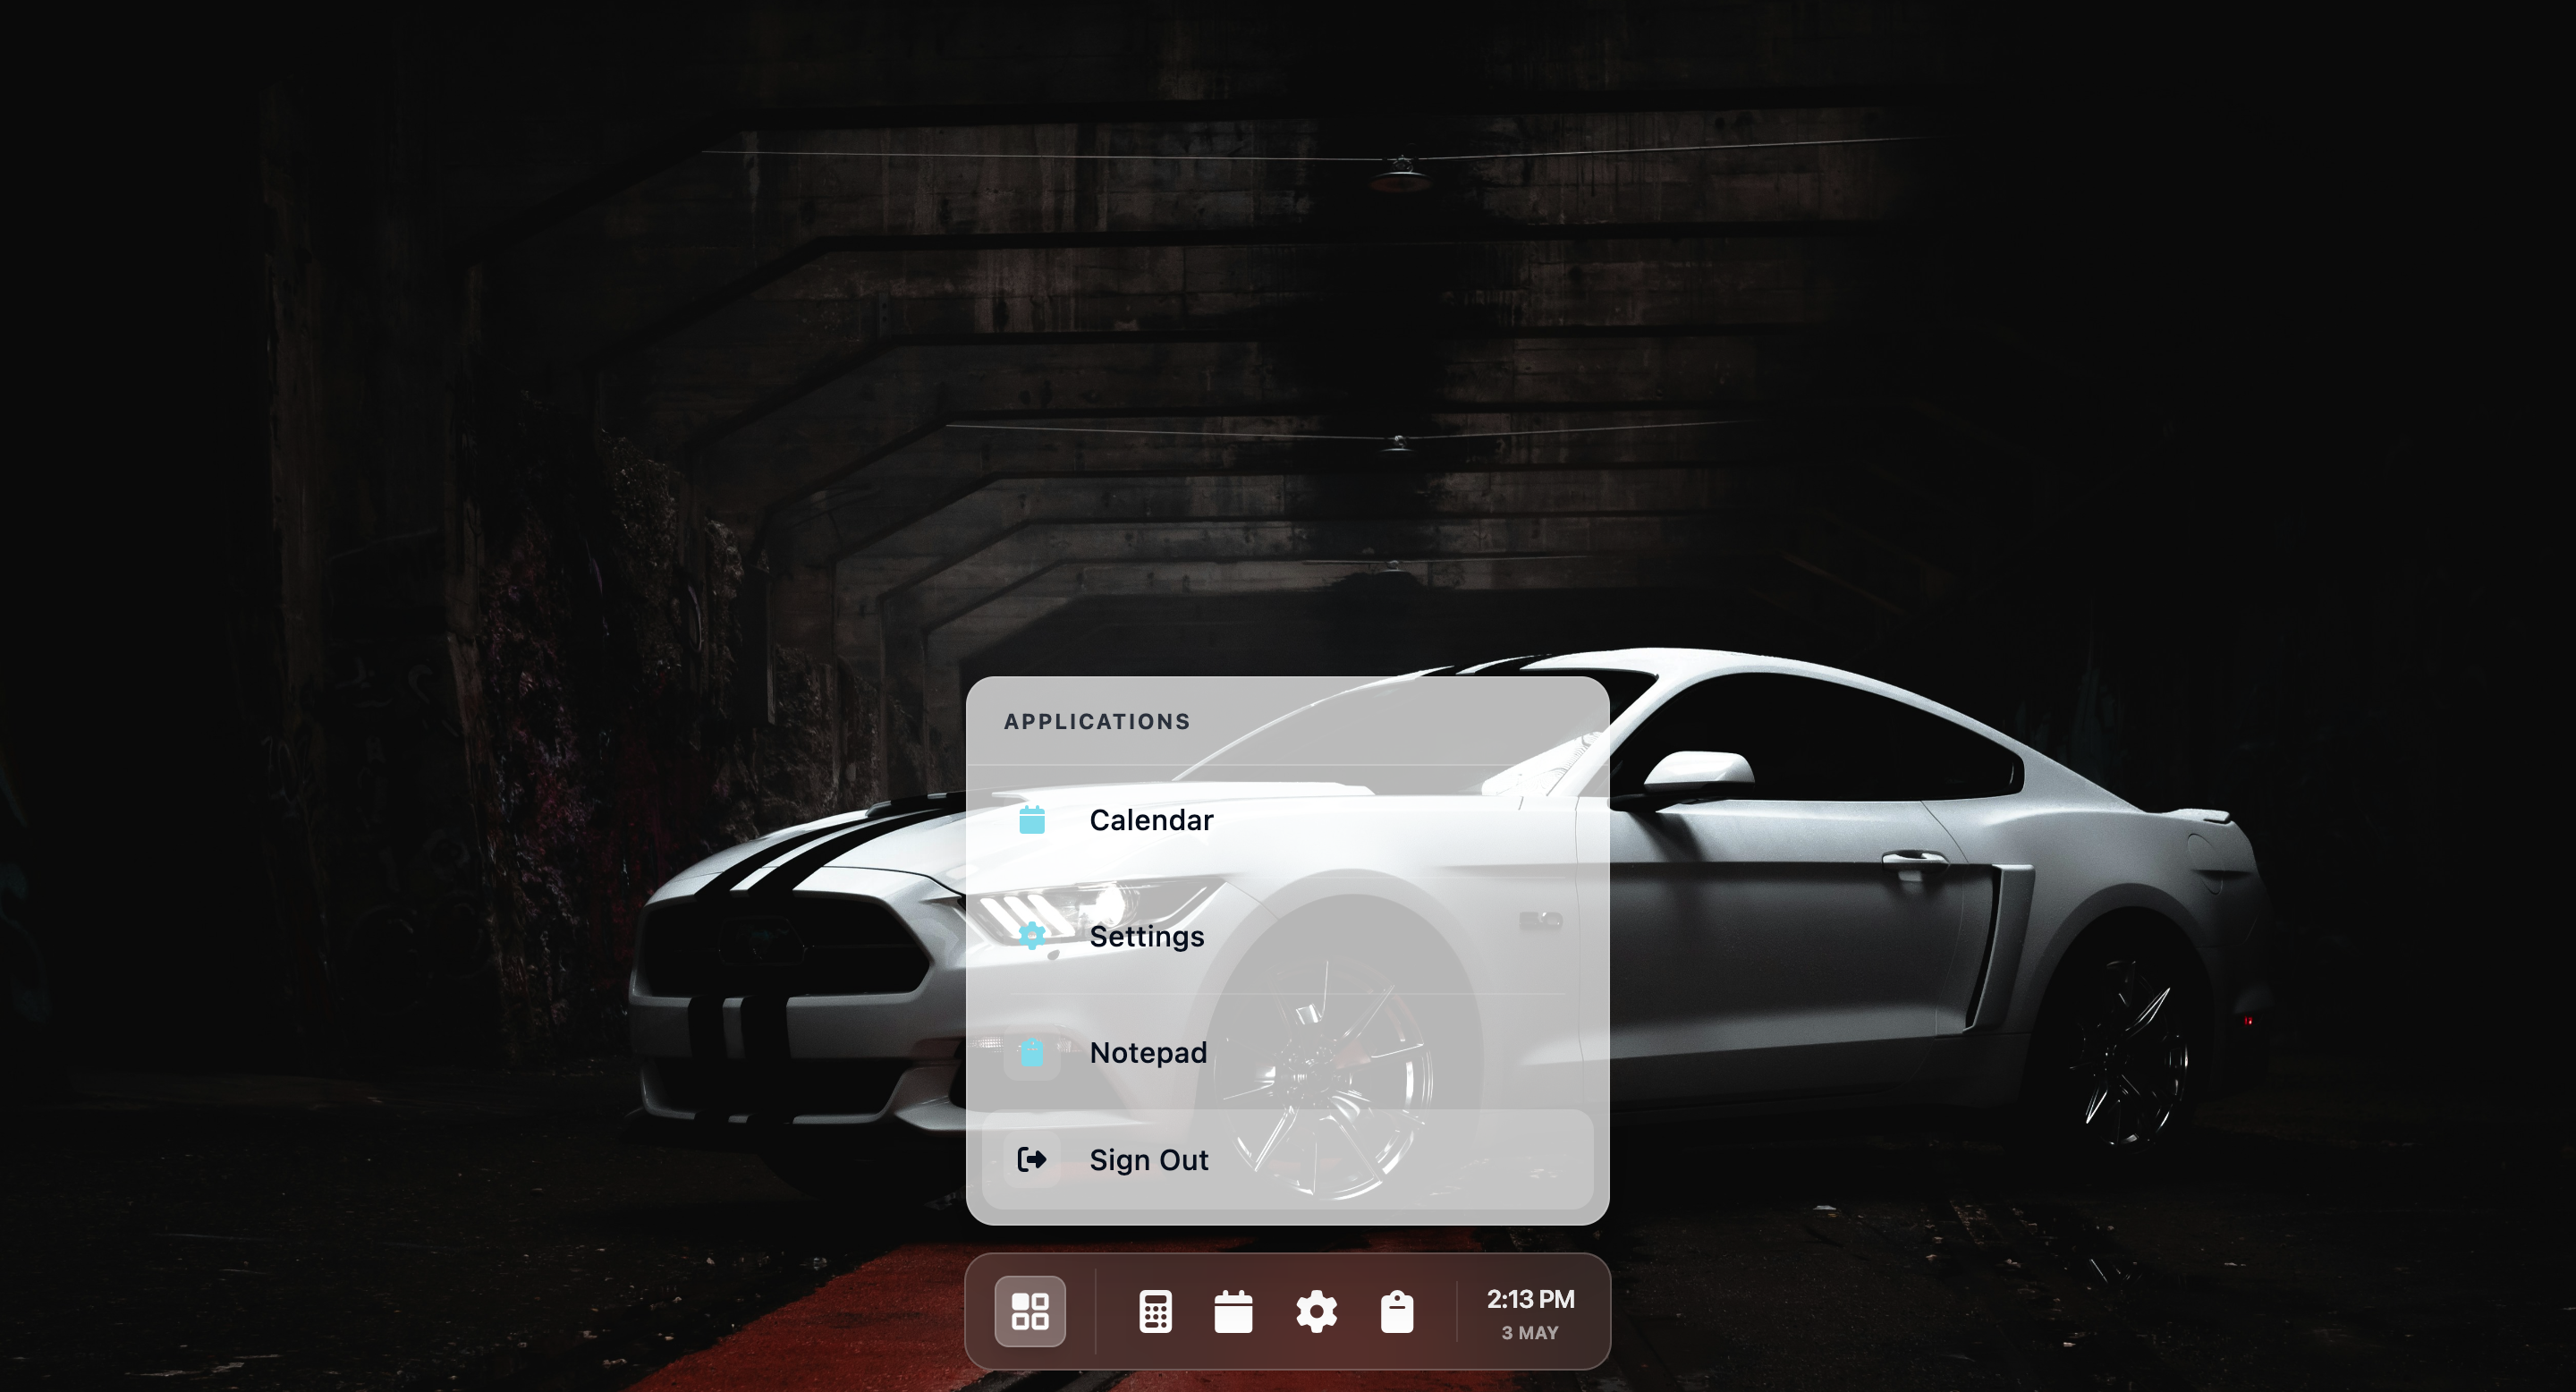 APPLICATIONS
Calendar
Settings
Notepad
Sign Out
2:13 PM
3 MAY